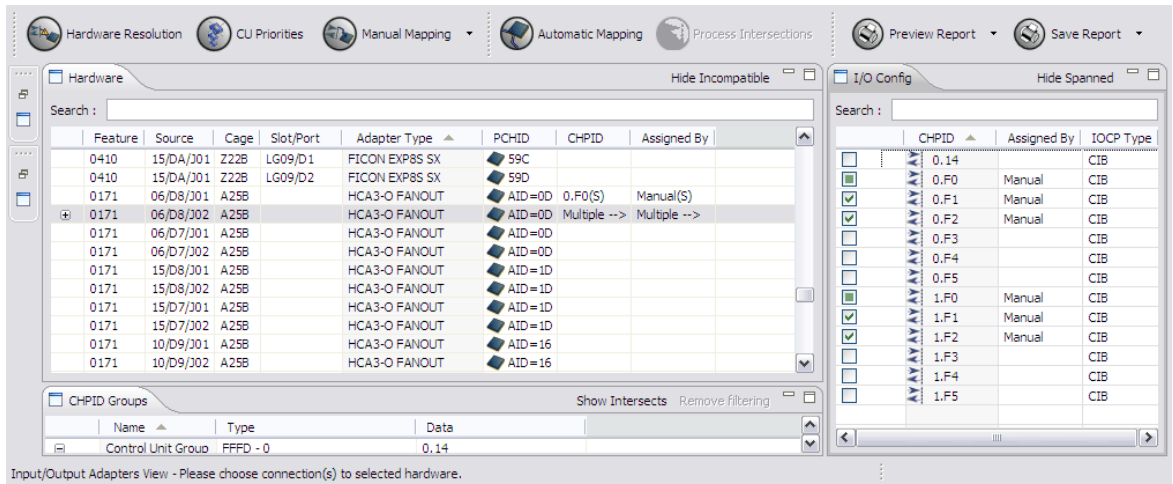 Hardware Resolution CU Priorities Manual Mapping Automatic Mapping Process Intersections Preview Report Save Report
Hardware Hide Incompatible
Search :
Feature Source Cage Slot/Port Adapter Type PCHID CHPID Assigned By
0410 15/DA/J01 Z22B LG09/D1 FICON EXP8S SX 59C
0410 15/DA/J01 Z22B LG09/D2 FICON EXP8S SX 59D
0171 06/D8/J01 A25B HCA3-O FANOUT AID=0D 0.F0(S) Manual(S)
0171 06/D8/J02 A25B HCA3-O FANOUT AID=0D Multiple --> Multiple -->
0171 06/D7/J01 A25B HCA3-O FANOUT AID=0D
0171 06/D7/J02 A25B HCA3-O FANOUT AID=0D
0171 15/D8/J01 A25B HCA3-O FANOUT AID=1D
0171 15/D8/J02 A25B HCA3-O FANOUT AID=1D
0171 15/D7/J01 A25B HCA3-O FANOUT AID=1D
0171 15/D7/J02 A25B HCA3-O FANOUT AID=1D
0171 10/D9/J01 A25B HCA3-O FANOUT AID=16
0171 10/D9/J02 A25B HCA3-O FANOUT AID=16
CHPID Groups Show Intersects Remove filtering
Name Type Data
Control Unit Group FFFD - 0 0.14
I/O Config Hide Spanned
Search :
CHPID Assigned By IOCP Type
0.14 CIB
0.F0 Manual CIB
0.F1 Manual CIB
0.F2 Manual CIB
0.F3 CIB
0.F4 CIB
0.F5 CIB
1.F0 Manual CIB
1.F1 Manual CIB
1.F2 Manual CIB
1.F3 CIB
1.F4 CIB
1.F5 CIB
Input/Output Adapters View - Please choose connection(s) to selected hardware.